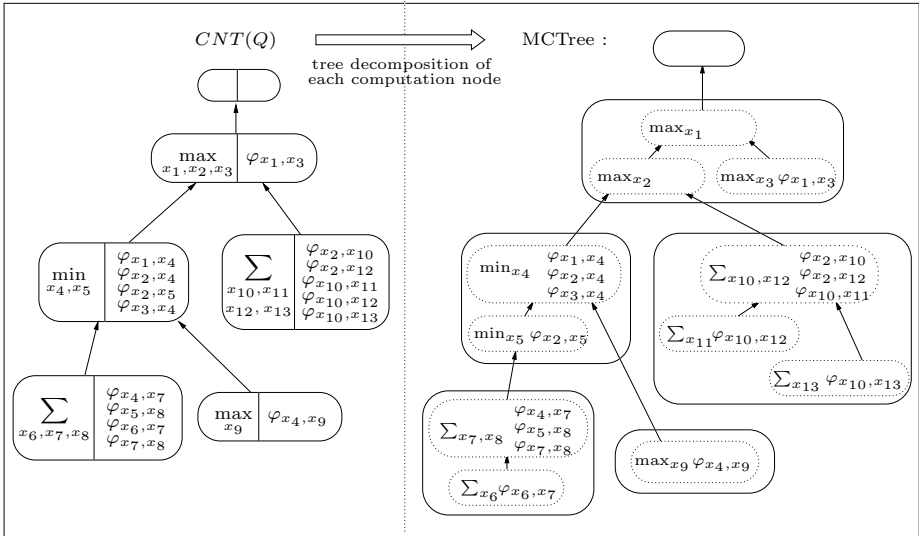 CNT(Q)
tree decomposition of
each computation node
MCTree :
max
x₁, x₂, x₃
φx₁, x₃
min
x₄, x₅
φx₁, x₄
φx₂, x₄
φx₂, x₅
φx₃, x₄
∑
x₁₀, x₁₁
x₁₂, x₁₃
φx₂, x₁₀
φx₂, x₁₂
φx₁₀, x₁₁
φx₁₀, x₁₂
φx₁₀, x₁₃
∑
x₆, x₇, x₈
φx₄, x₇
φx₅, x₈
φx₆, x₇
φx₇, x₈
max
x₉
φx₄, x₉
maxx₁
maxx₂
maxx₃ φx₁, x₃
minx₄
φx₁, x₄
φx₂, x₄
φx₃, x₄
minx₅ φx₂, x₅
∑x₁₀, x₁₂
φx₂, x₁₀
φx₂, x₁₂
φx₁₀, x₁₁
∑x₁₁ φx₁₀, x₁₂
∑x₁₃ φx₁₀, x₁₃
∑x₇, x₈
φx₄, x₇
φx₅, x₈
φx₇, x₈
∑x₆ φx₆, x₇
maxx₉ φx₄, x₉